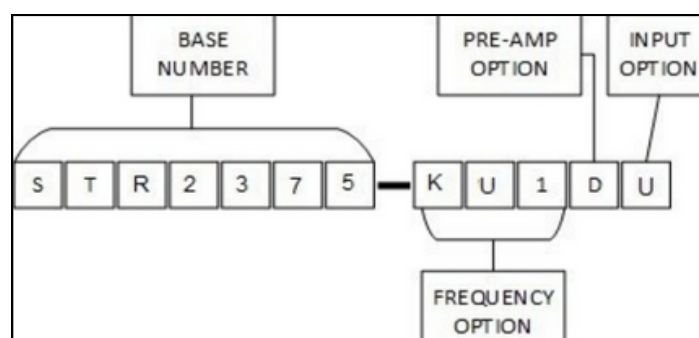 BASE NUMBER
PRE-AMP OPTION
INPUT OPTION
S T R 2 3 7 5 – K U 1 D U
FREQUENCY OPTION